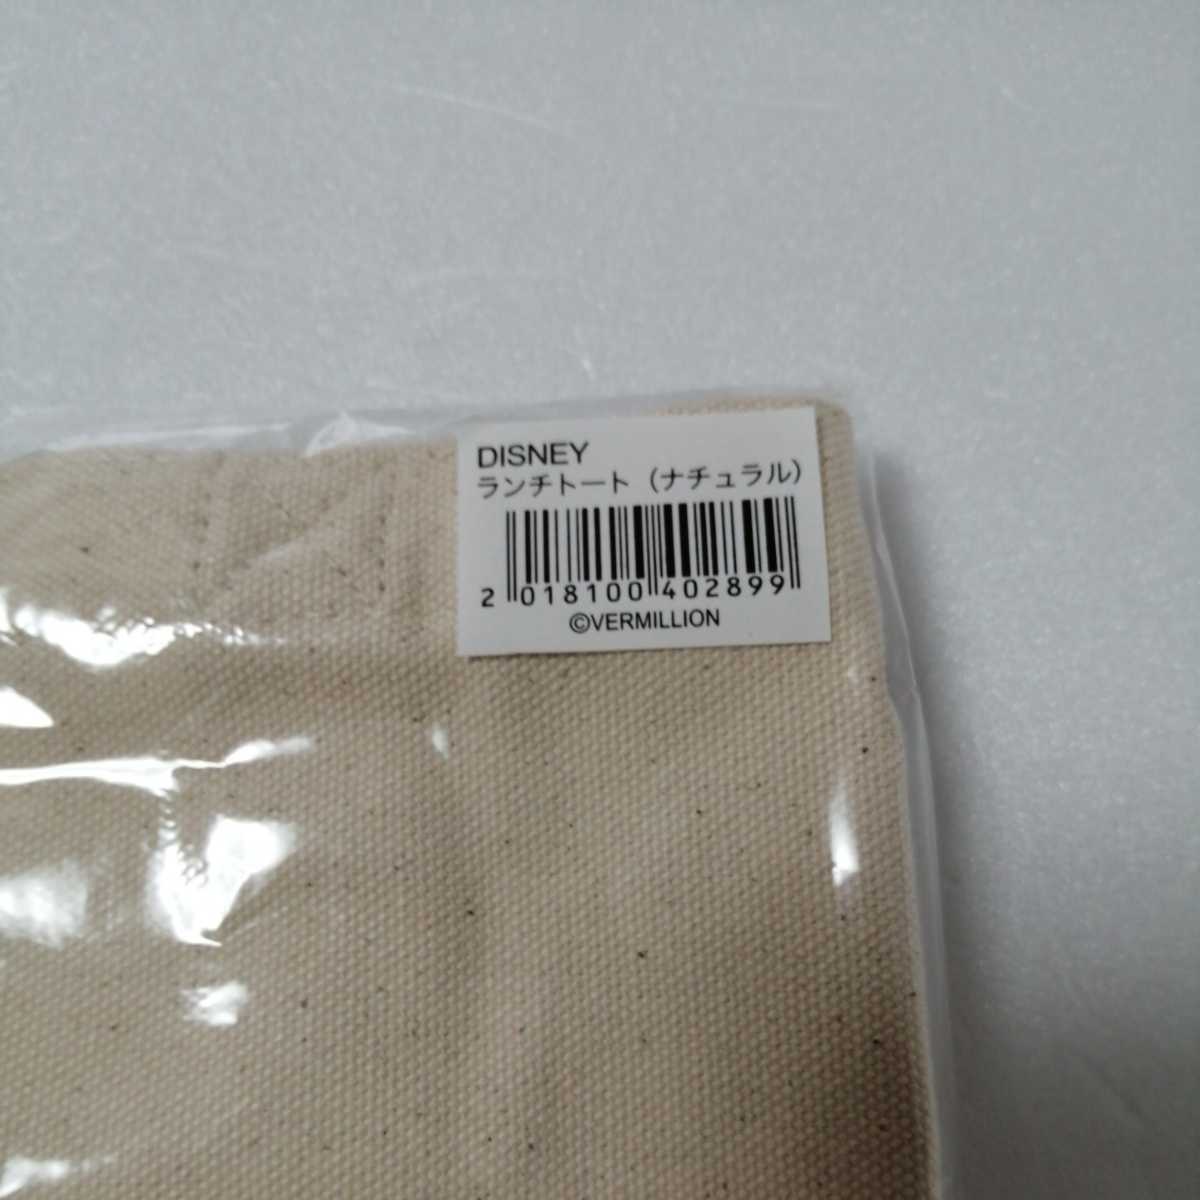 DISNEY
ランチトート（ナチュラル）
2 018100 402899
©VERMILLION